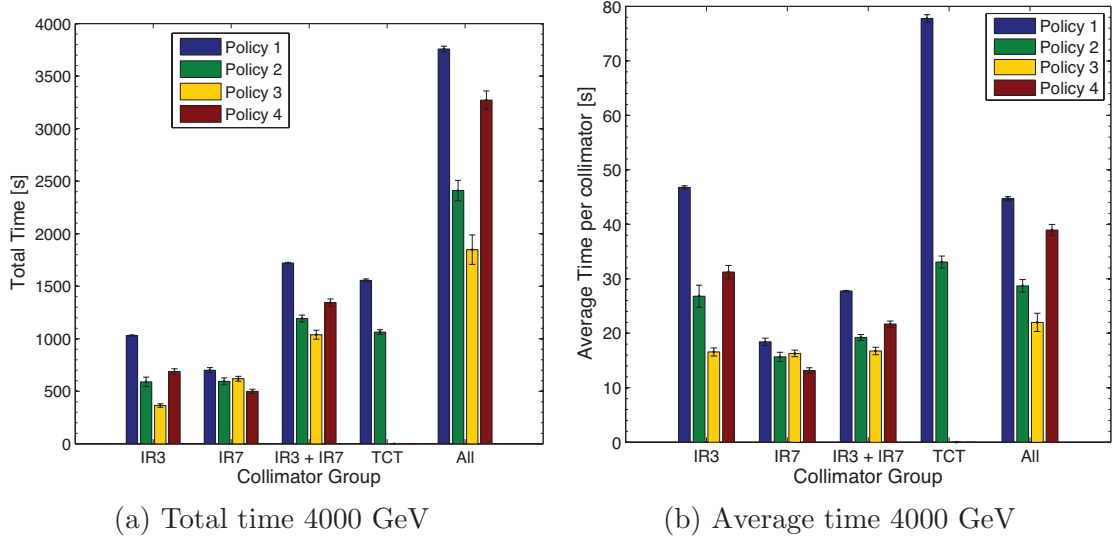 4000
3500
3000
2500
2000
1500
1000
500
0
Total Time [s]
Policy 1
Policy 2
Policy 3
Policy 4
IR3 IR7 IR3 + IR7 TCT All
Collimator Group
(a) Total time 4000 GeV
80
70
60
50
40
30
20
10
0
Average Time per collimator [s]
Policy 1
Policy 2
Policy 3
Policy 4
IR3 IR7 IR3 + IR7 TCT All
Collimator Group
(b) Average time 4000 GeV